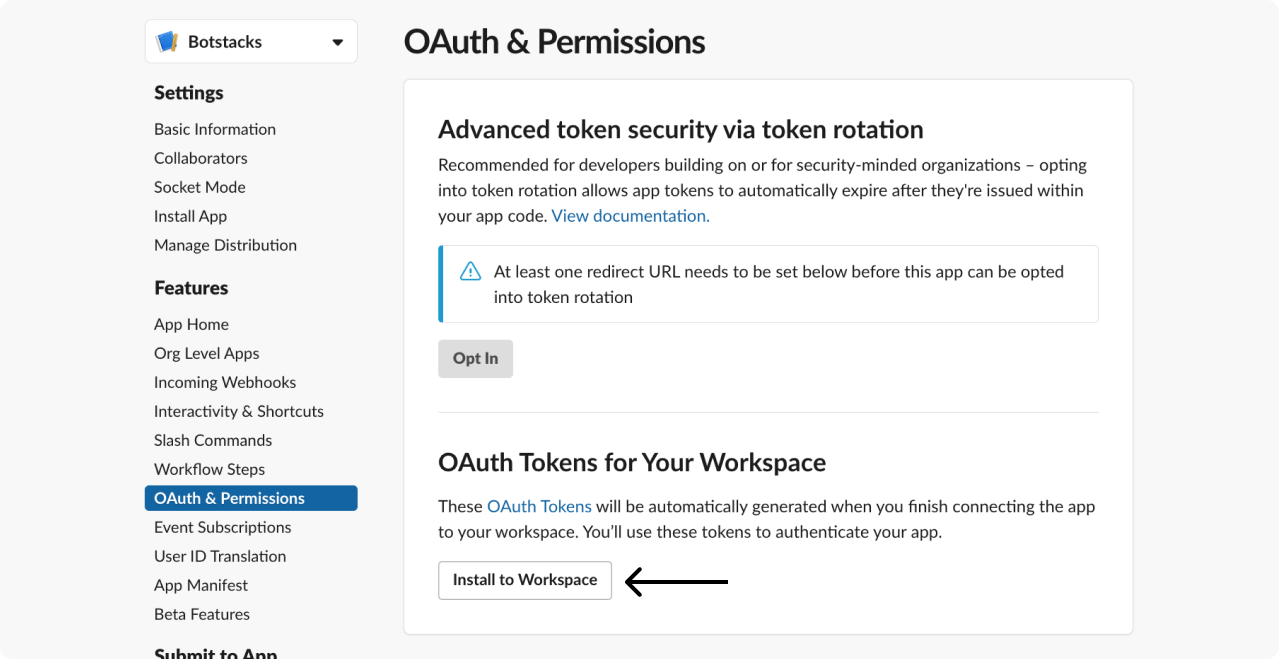 Botstacks
Settings
Basic Information
Collaborators
Socket Mode
Install App
Manage Distribution
Features
App Home
Org Level Apps
Incoming Webhooks
Interactivity & Shortcuts
Slash Commands
Workflow Steps
OAuth & Permissions
Event Subscriptions
User ID Translation
App Manifest
Beta Features
Submit to App
OAuth & Permissions
Advanced token security via token rotation
Recommended for developers building on or for security-minded organizations – opting
into token rotation allows app tokens to automatically expire after they're issued within
your app code. View documentation.
At least one redirect URL needs to be set below before this app can be opted
into token rotation
Opt In
OAuth Tokens for Your Workspace
These OAuth Tokens will be automatically generated when you finish connecting the app
to your workspace. You’ll use these tokens to authenticate your app.
Install to Workspace